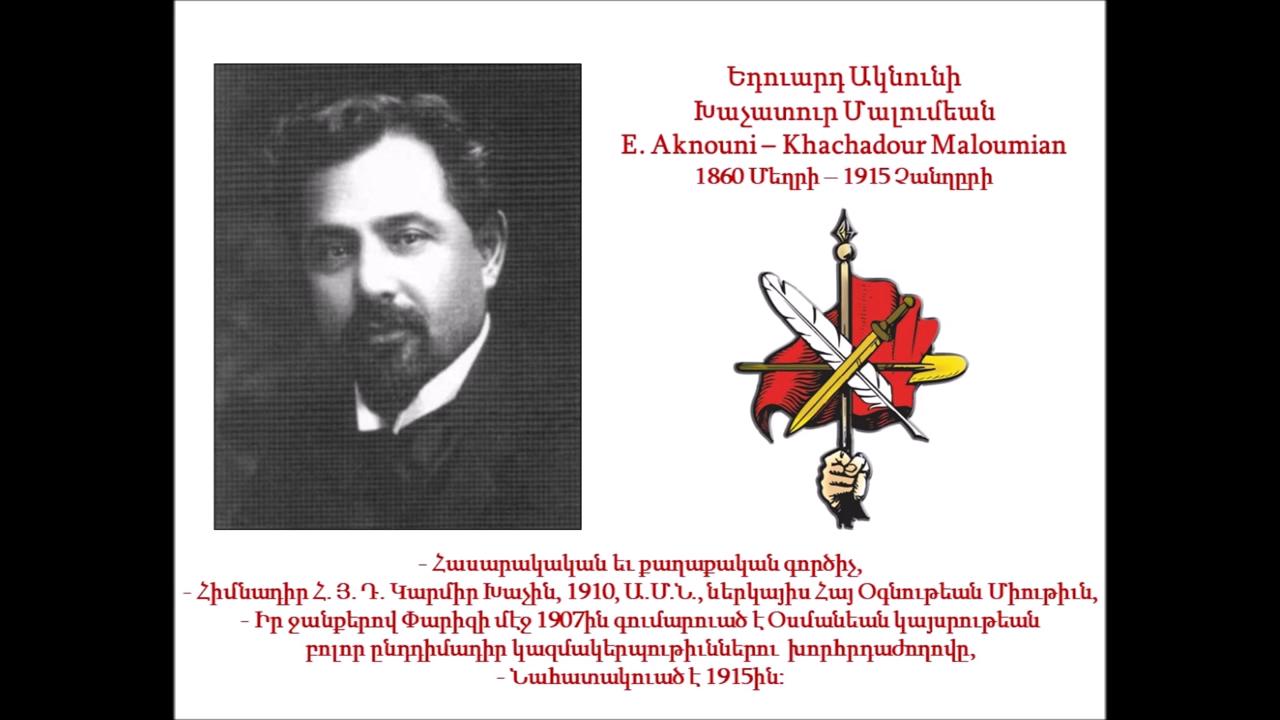 Եդուարդ Ակնունի
Խաչատուր Մալումեան
E. Aknouni – Khachadour Maloumian
1860 Մեղրի – 1915 Չանղըրի
- Հասարակական եւ քաղաքական գործիչ,
- Հիմնադիր Հ. Յ. Դ. Կարմիր Խաչին, 1910, Ա.Մ.Ն., ներկայիս Հայ Օգնութեան Միութիւն,
- Իր ջանքերով Փարիզի մէջ 1907ին գումարուած է Օսմանեան կայսրութեան
բոլոր ընդդիմադիր կազմակերպութիւններու խորհրդաժողովը,
- Նահատակուած է 1915ին: